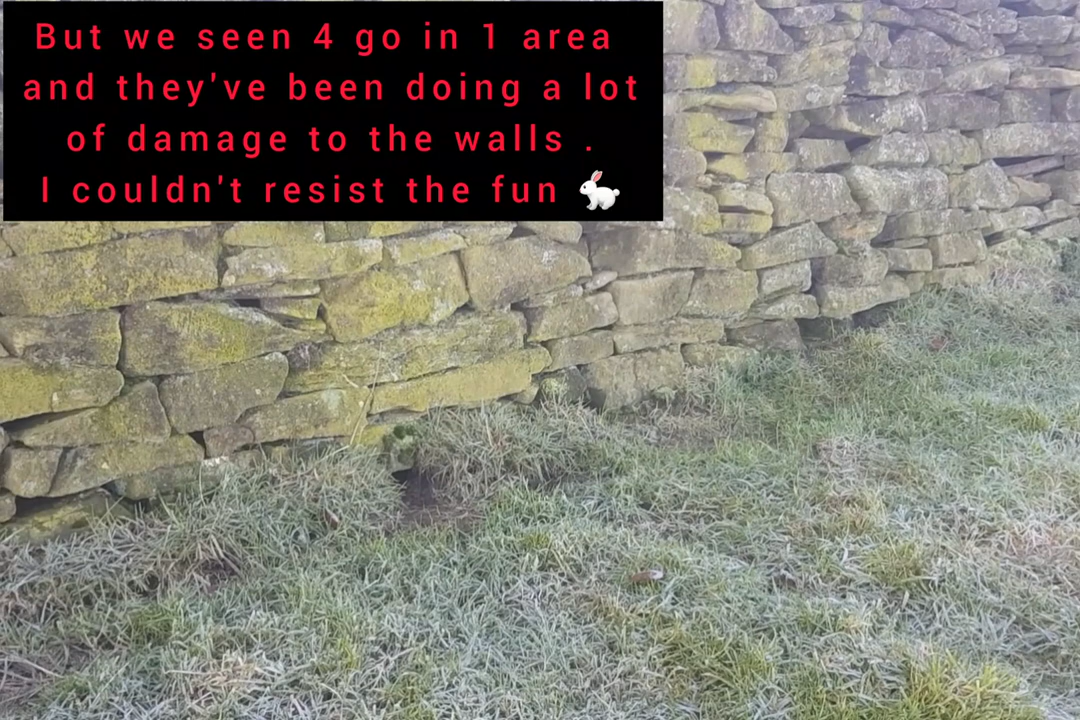 But we seen 4 go in 1 area
and they've been doing a lot
of damage to the walls .
I couldn't resist the fun 🐇